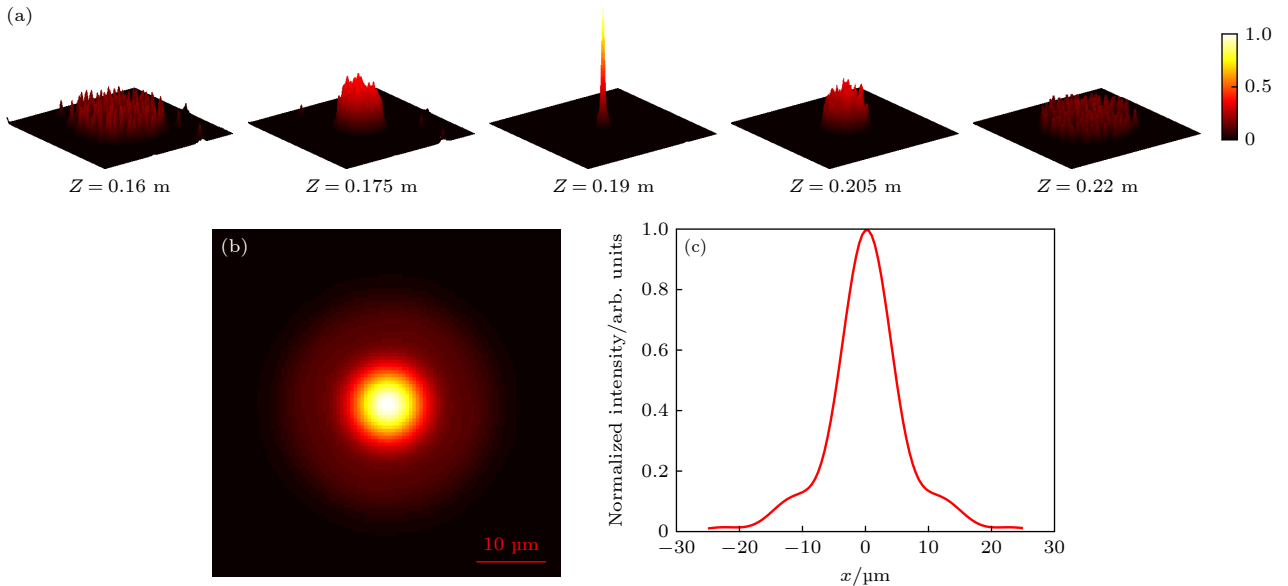 (a)
1.0
0.5
0
Z = 0.16 m
Z = 0.175 m
Z = 0.19 m
Z = 0.205 m
Z = 0.22 m
(b)
10 µm
(c)
Normalized intensity/arb. units
1.0
0.8
0.6
0.4
0.2
0
−30
−20
−10
0
10
20
30
x/µm